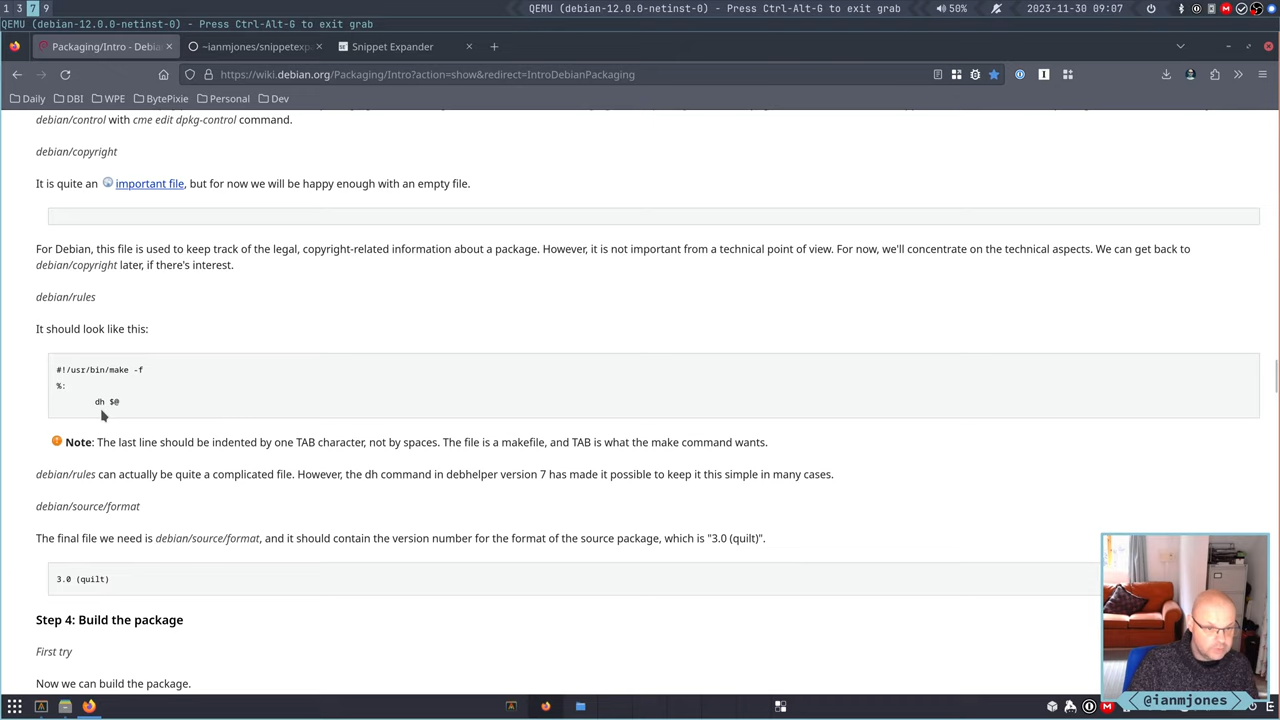 1 3 7 9
QEMU (debian-12.0.0-netinst-0) - Press Ctrl-Alt-G to exit grab
50%
2023-11-30 09:07
QEMU (debian-12.0.0-netinst-0) - Press Ctrl-Alt-G to exit grab
Packaging/Intro - Debia
~ianmjones/snippetexp
Snippet Expander
https://wiki.debian.org/Packaging/Intro?action=show&redirect=IntroDebianPackaging
Daily DBI WPE BytePixie Personal Dev
debian/control with cme edit dpkg-control command.
debian/copyright
It is quite an important file, but for now we will be happy enough with an empty file.
For Debian, this file is used to keep track of the legal, copyright-related information about a package. However, it is not important from a technical point of view. For now, we'll concentrate on the technical aspects. We can get back to
debian/copyright later, if there's interest.
debian/rules
It should look like this:
#!/usr/bin/make -f
%:
dh $@
Note: The last line should be indented by one TAB character, not by spaces. The file is a makefile, and TAB is what the make command wants.
debian/rules can actually be quite a complicated file. However, the dh command in debhelper version 7 has made it possible to keep it this simple in many cases.
debian/source/format
The final file we need is debian/source/format, and it should contain the version number for the format of the source package, which is "3.0 (quilt)".
3.0 (quilt)
Step 4: Build the package
First try
Now we can build the package.
@ianmjones